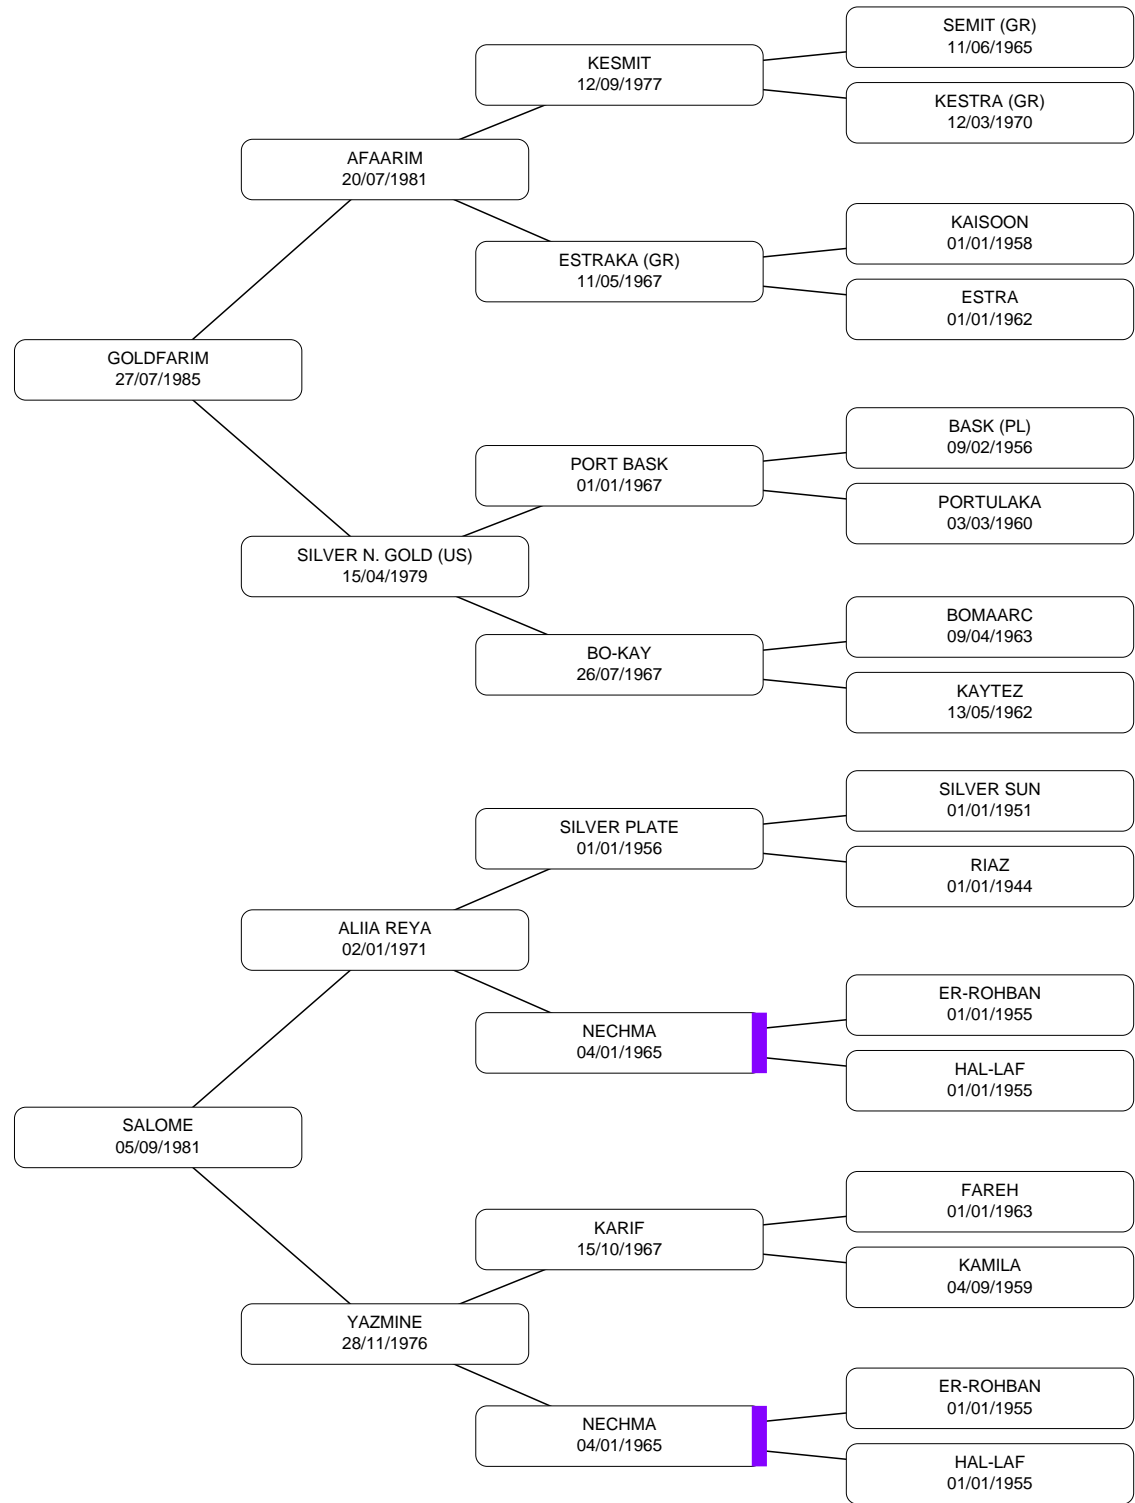 SEMIT (GR)
11/06/1965
KESMIT
12/09/1977
KESTRA (GR)
12/03/1970
AFAARIM
20/07/1981
KAISOON
01/01/1958
ESTRAKA (GR)
11/05/1967
ESTRA
01/01/1962
GOLDFARIM
27/07/1985
BASK (PL)
09/02/1956
PORT BASK
01/01/1967
PORTULAKA
03/03/1960
SILVER N. GOLD (US)
15/04/1979
BOMAARC
09/04/1963
BO-KAY
26/07/1967
KAYTEZ
13/05/1962
SILVER SUN
01/01/1951
SILVER PLATE
01/01/1956
RIAZ
01/01/1944
ALIIA REYA
02/01/1971
ER-ROHBAN
01/01/1955
NECHMA
04/01/1965
HAL-LAF
01/01/1955
SALOME
05/09/1981
FAREH
01/01/1963
KARIF
15/10/1967
KAMILA
04/09/1959
YAZMINE
28/11/1976
ER-ROHBAN
01/01/1955
NECHMA
04/01/1965
HAL-LAF
01/01/1955